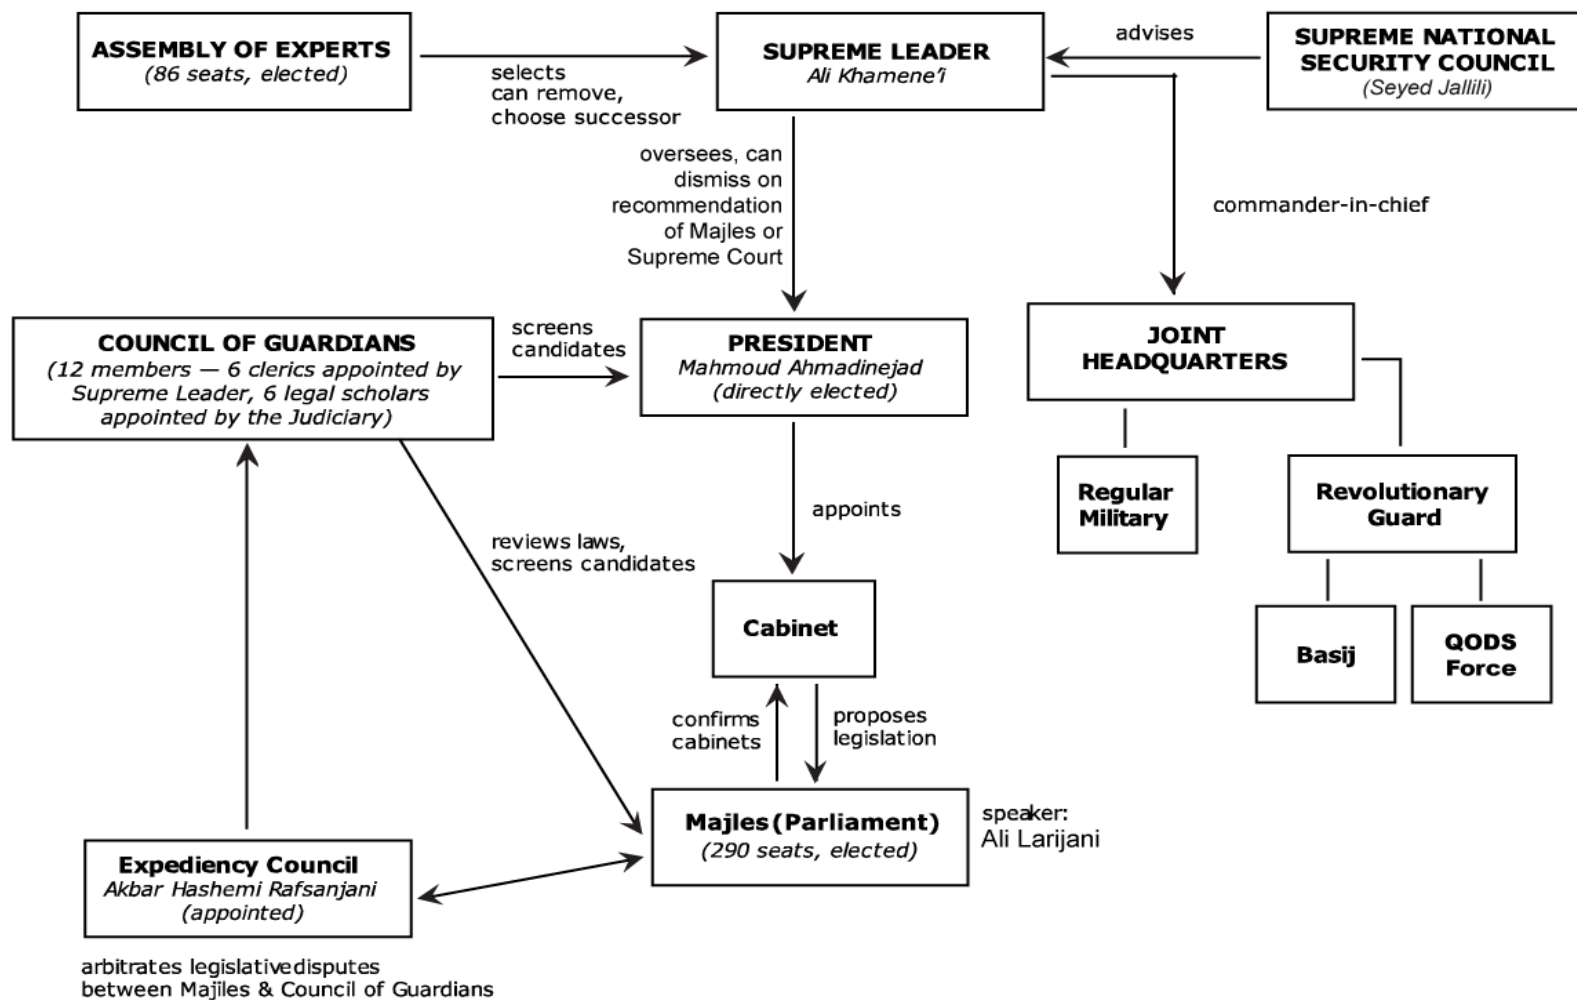 ASSEMBLY OF EXPERTS
(86 seats, elected)
selects
can remove,
choose successor
SUPREME LEADER
Ali Khamene'i
advises
SUPREME NATIONAL
SECURITY COUNCIL
(Seyed Jallili)
oversees, can
dismiss on
recommendation
of Majles or
Supreme Court
commander-in-chief
COUNCIL OF GUARDIANS
(12 members — 6 clerics appointed by
Supreme Leader, 6 legal scholars
appointed by the Judiciary)
screens
candidates
PRESIDENT
Mahmoud Ahmadinejad
(directly elected)
JOINT
HEADQUARTERS
Regular
Military
Revolutionary
Guard
appoints
reviews laws,
screens candidates
Cabinet
Basij
QODS
Force
confirms
cabinets
proposes
legislation
Majles (Parliament)
(290 seats, elected)
speaker:
Ali Larijani
Expediency Council
Akbar Hashemi Rafsanjani
(appointed)
arbitrates legislativedisputes
between Majiles & Council of Guardians